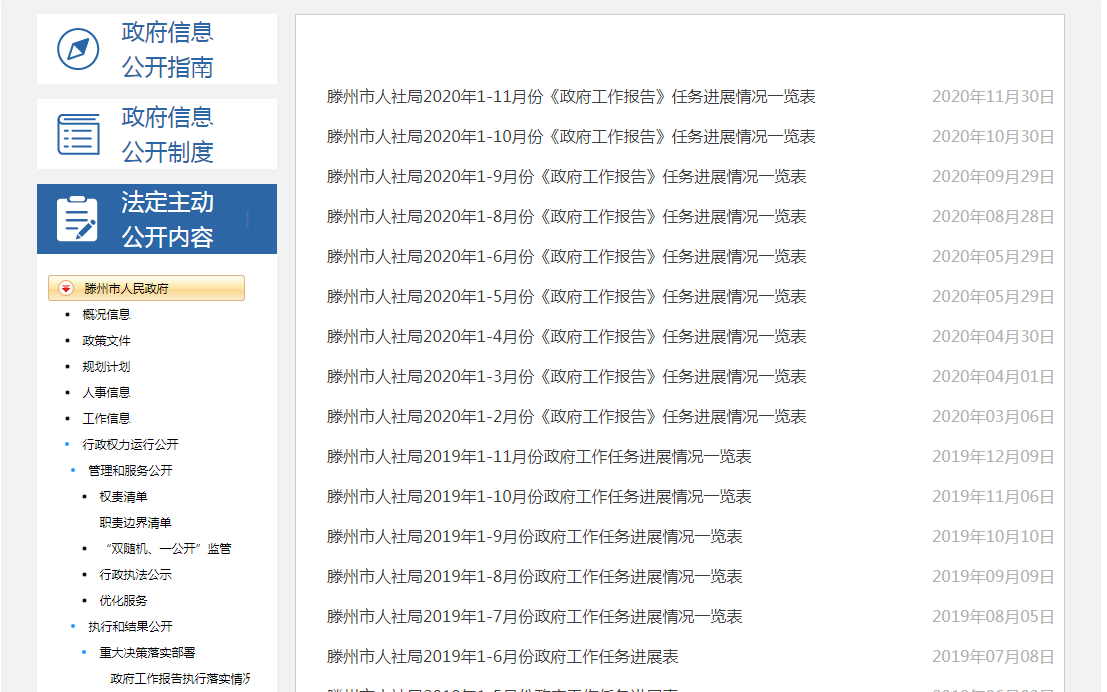 政府信息
公开指南
政府信息
公开制度
法定主动
公开内容
滕州市人民政府
概况信息
政策文件
规划计划
人事信息
工作信息
行政权力运行公开
管理和服务公开
权责清单
职责边界清单
“双随机、一公开”监管
行政执法公示
优化服务
执行和结果公开
重大决策落实部署
政府工作报告执行落实情况
滕州市人社局2020年1-11月份《政府工作报告》任务进展情况一览表 2020年11月30日
滕州市人社局2020年1-10月份《政府工作报告》任务进展情况一览表 2020年10月30日
滕州市人社局2020年1-9月份《政府工作报告》任务进展情况一览表 2020年09月29日
滕州市人社局2020年1-8月份《政府工作报告》任务进展情况一览表 2020年08月28日
滕州市人社局2020年1-6月份《政府工作报告》任务进展情况一览表 2020年05月29日
滕州市人社局2020年1-5月份《政府工作报告》任务进展情况一览表 2020年05月29日
滕州市人社局2020年1-4月份《政府工作报告》任务进展情况一览表 2020年04月30日
滕州市人社局2020年1-3月份《政府工作报告》任务进展情况一览表 2020年04月01日
滕州市人社局2020年1-2月份《政府工作报告》任务进展情况一览表 2020年03月06日
滕州市人社局2019年1-11月份政府工作任务进展情况一览表 2019年12月09日
滕州市人社局2019年1-10月份政府工作任务进展情况一览表 2019年11月06日
滕州市人社局2019年1-9月份政府工作任务进展情况一览表 2019年10月10日
滕州市人社局2019年1-8月份政府工作任务进展情况一览表 2019年09月09日
滕州市人社局2019年1-7月份政府工作任务进展情况一览表 2019年08月05日
滕州市人社局2019年1-6月份政府工作任务进展表 2019年07月08日